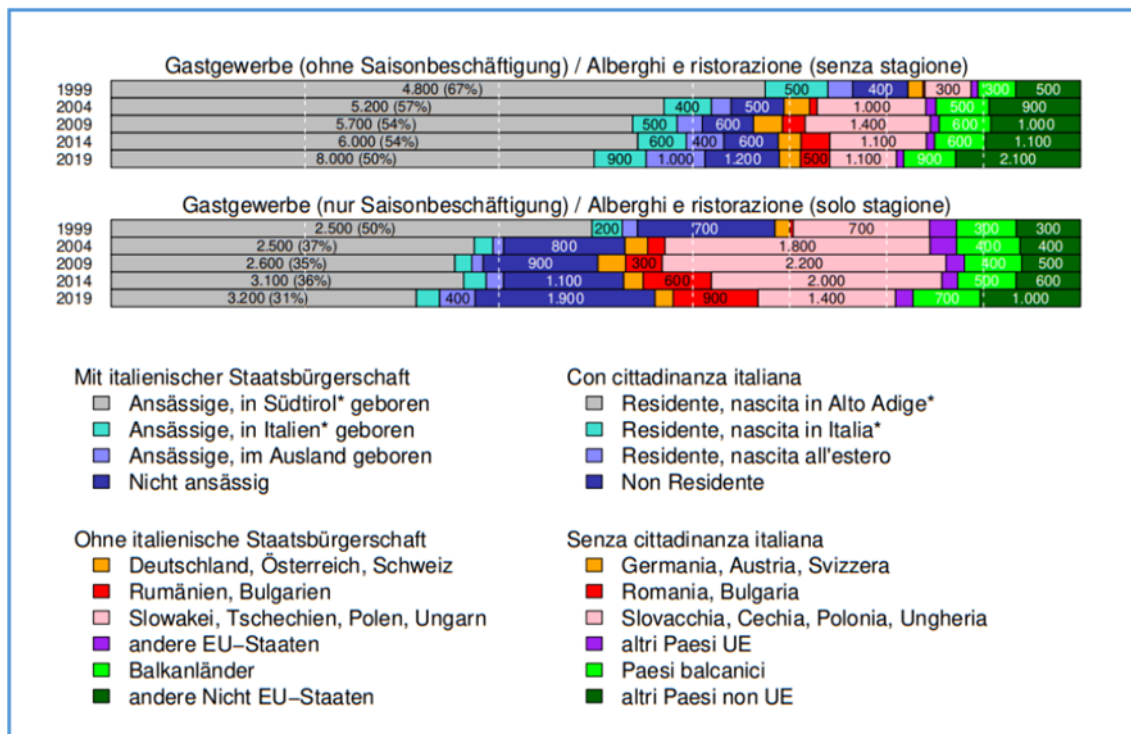 Gastgewerbe (ohne Saisonbeschäftigung) / Alberghi e ristorazione (senza stagione)
1999 4.800 (67%) 500 400 300 300 500
2004 5.200 (57%) 400 500 1.000 500 900
2009 5.700 (54%) 500 600 1.400 600 1.000
2014 6.000 (54%) 600 400 600 1.100 600 1.100
2019 8.000 (50%) 900 1.000 1.200 500 1.100 900 2.100
Gastgewerbe (nur Saisonbeschäftigung) / Alberghi e ristorazione (solo stagione)
1999 2.500 (50%) 200 700 700 300 300
2004 2.500 (37%) 800 1.800 400 400
2009 2.600 (35%) 900 300 2.200 400 500
2014 3.100 (36%) 1.100 600 2.000 500 600
2019 3.200 (31%) 400 1.900 900 1.400 700 1.000
Mit italienischer Staatsbürgerschaft
Ansässige, in Südtirol* geboren
Ansässige, in Italien* geboren
Ansässige, im Ausland geboren
Nicht ansässig
Con cittadinanza italiana
Residente, nascita in Alto Adige*
Residente, nascita in Italia*
Residente, nascita all'estero
Non Residente
Ohne italienische Staatsbürgerschaft
Deutschland, Österreich, Schweiz
Rumänien, Bulgarien
Slowakei, Tschechien, Polen, Ungarn
andere EU−Staaten
Balkanländer
andere Nicht EU−Staaten
Senza cittadinanza italiana
Germania, Austria, Svizzera
Romania, Bulgaria
Slovacchia, Cechia, Polonia, Ungheria
altri Paesi UE
Paesi balcanici
altri Paesi non UE